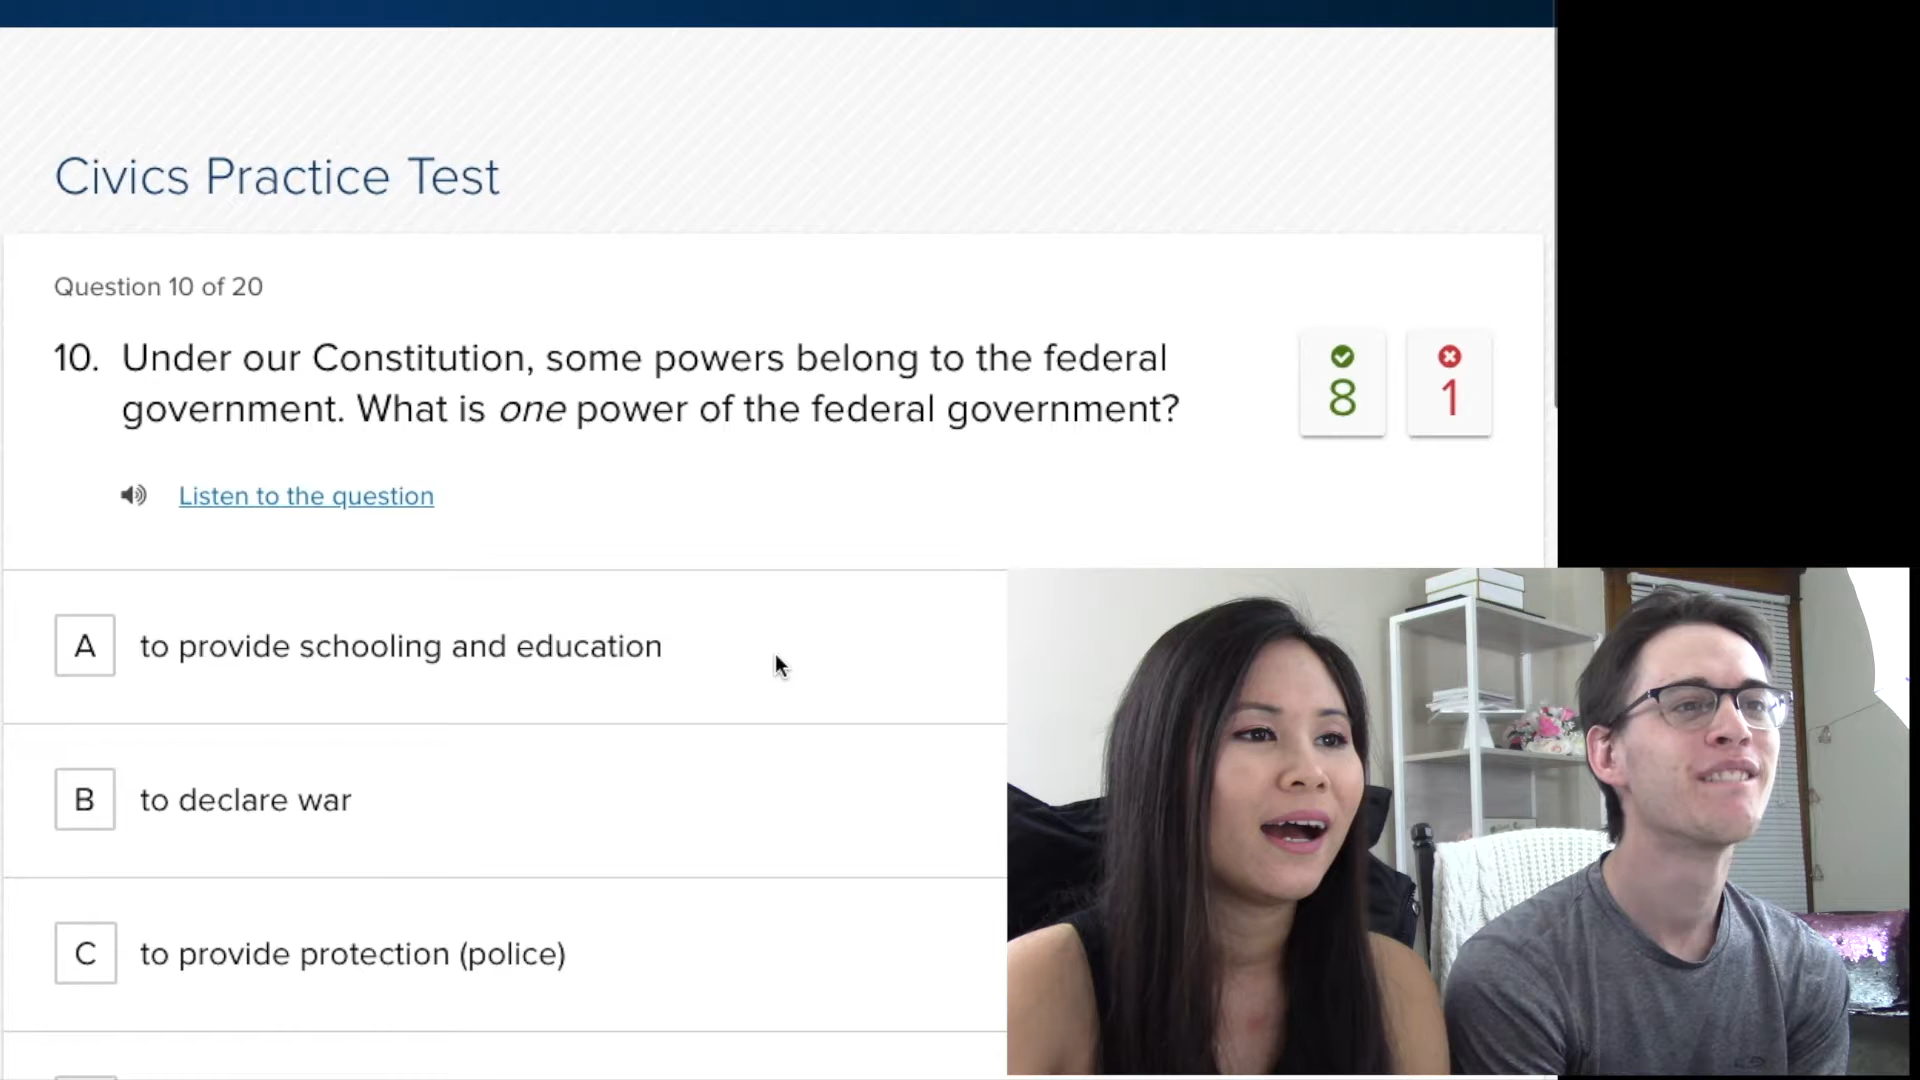 Civics Practice Test
Question 10 of 20
10. Under our Constitution, some powers belong to the federal
government. What is one power of the federal government?
8
1
Listen to the question
A to provide schooling and education
B to declare war
C to provide protection (police)